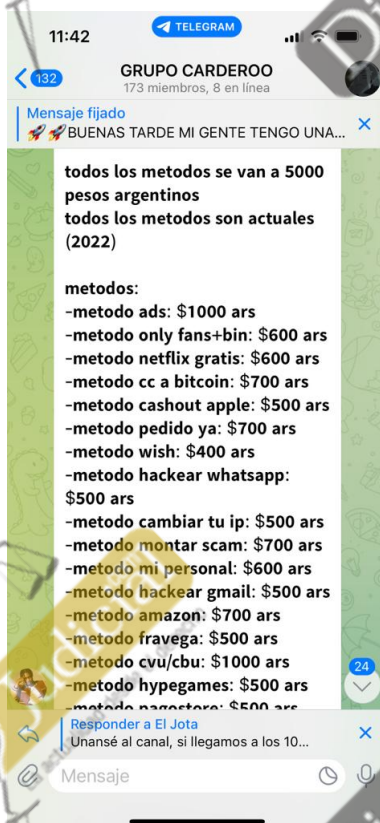 11:42
TELEGRAM
132
GRUPO CARDEROO
173 miembros, 8 en línea
Mensaje fijado
🚀🚀BUENAS TARDE MI GENTE TENGO UNA...
todos los metodos se van a 5000
pesos argentinos
todos los metodos son actuales
(2022)
metodos:
-metodo ads: $1000 ars
-metodo only fans+bin: $600 ars
-metodo netflix gratis: $600 ars
-metodo cc a bitcoin: $700 ars
-metodo cashout apple: $500 ars
-metodo pedido ya: $700 ars
-metodo wish: $400 ars
-metodo hackear whatsapp:
$500 ars
-metodo cambiar tu ip: $500 ars
-metodo montar scam: $700 ars
-metodo mi personal: $600 ars
-metodo hackear gmail: $500 ars
-metodo amazon: $700 ars
-metodo fravega: $500 ars
-metodo cvu/cbu: $1000 ars
-metodo hypegames: $500 ars
-metodo pagostore: $500 ars
24
Responder a El Jota
Unansé al canal, si llegamos a los 10...
Mensaje
Judicial